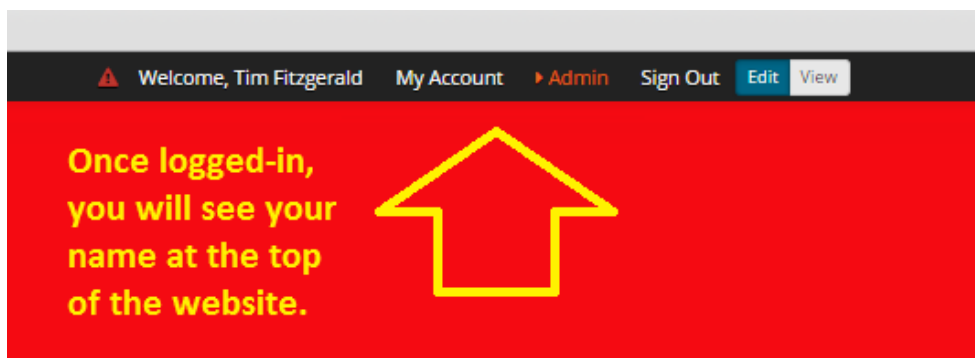 Welcome, Tim Fitzgerald My Account Admin Sign Out Edit View
Once logged-in,
you will see your
name at the top
of the website.